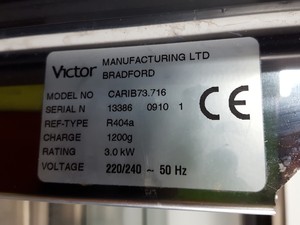 Victor MANUFACTURING LTD
BRADFORD
MODEL NO CARIB73.716
SERIAL N 13386 0910 1
REF-TYPE R404a
CHARGE 1200g
RATING 3.0 kW
VOLTAGE 220/240 ~ 50 Hz
CE